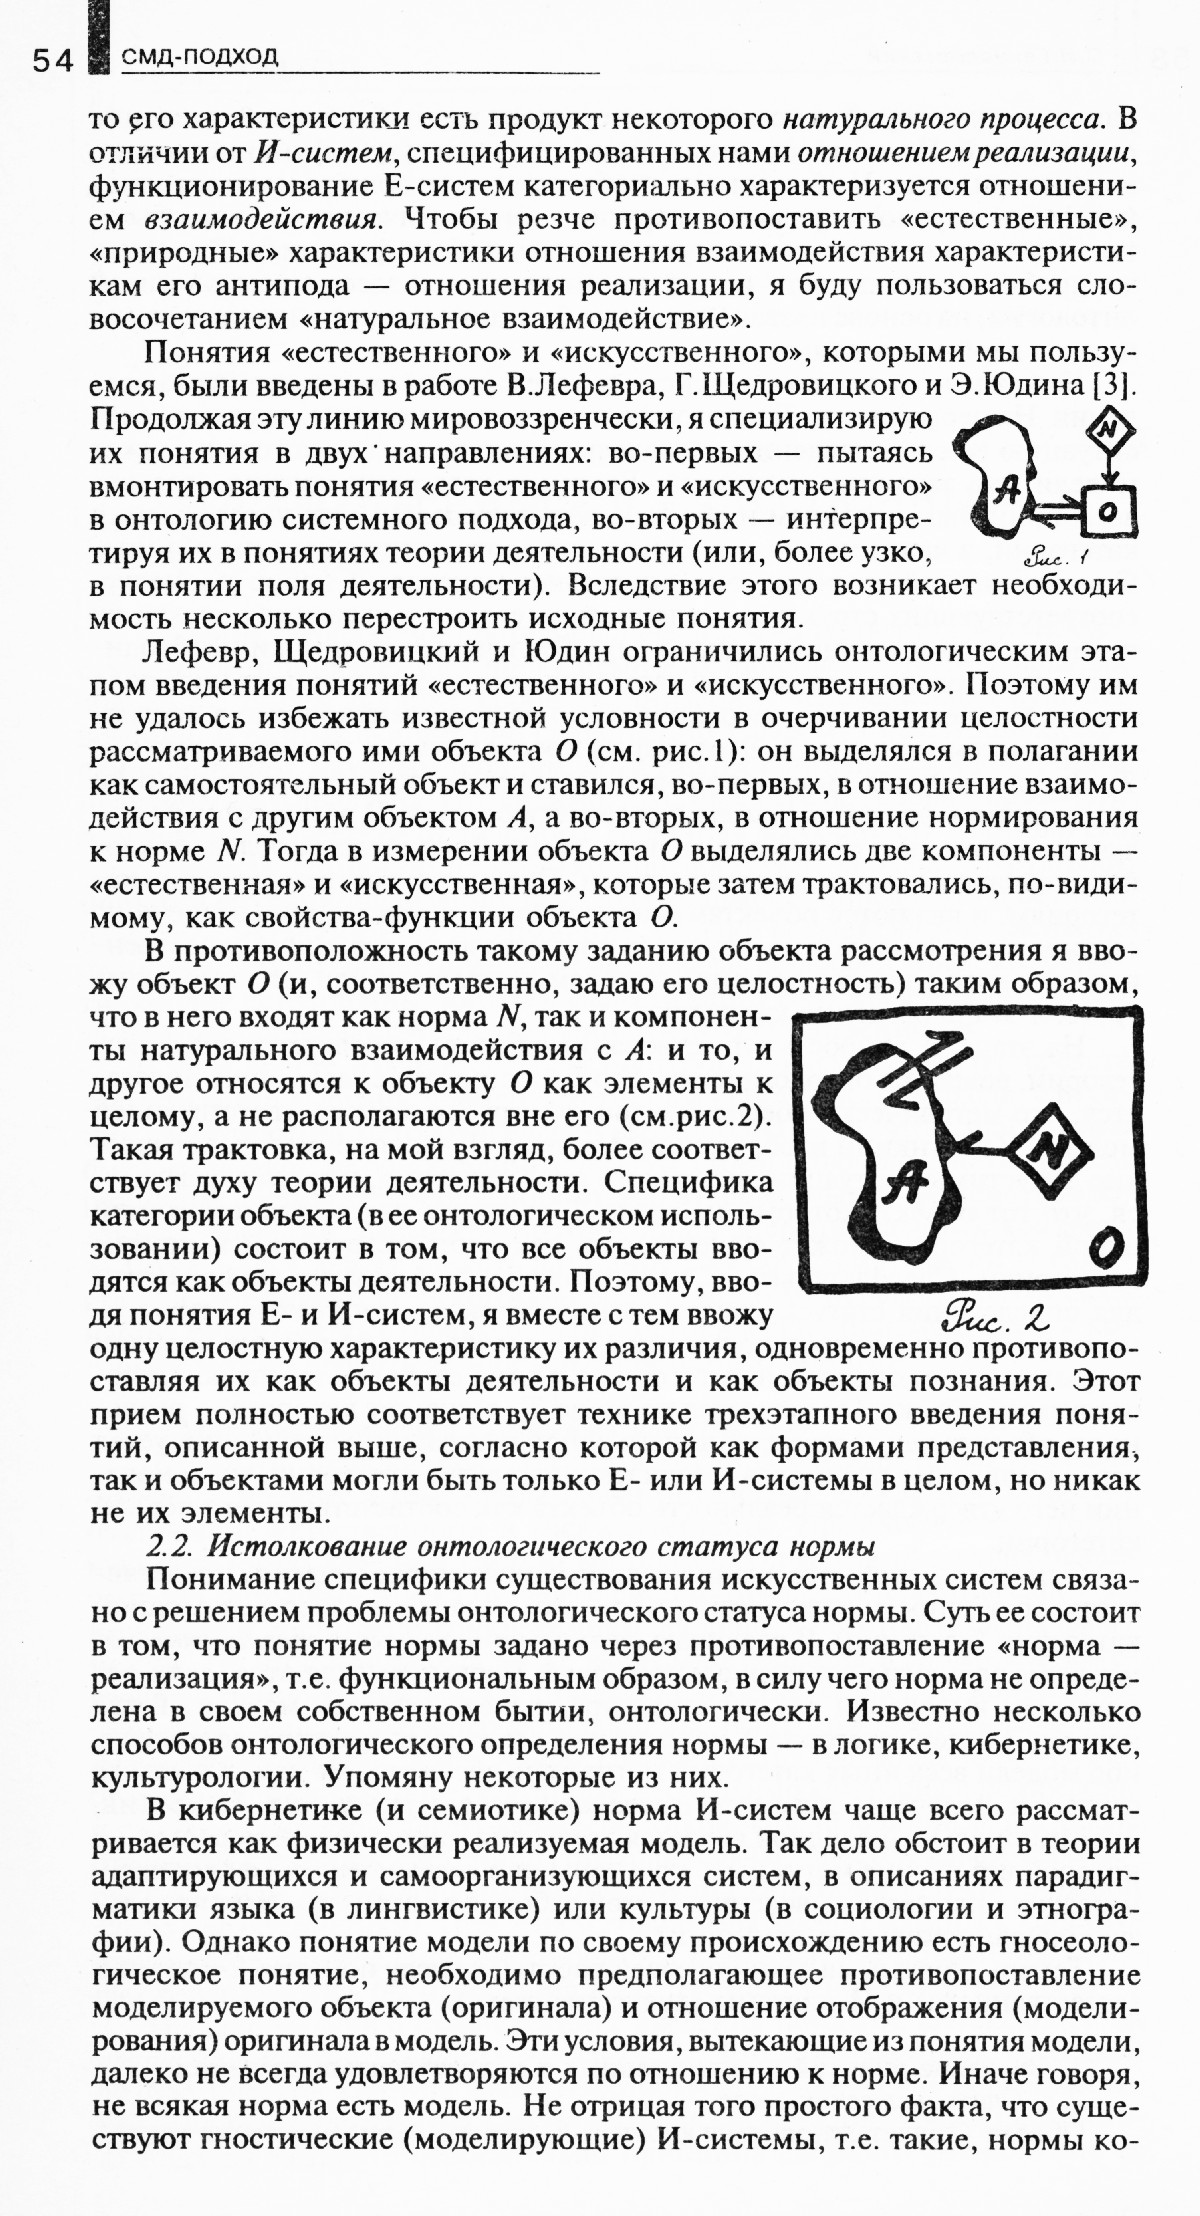 54
СМД-ПОДХОД
то его характеристики есть продукт некоторого натурального процесса. В
отличии от И-систем, специфицированных нами отношением реализации,
функционирование Е-систем категориально характеризуется отношени-
ем взаимодействия. Чтобы резче противопоставить «естественные»,
«природные» характеристики отношения взаимодействия характеристи-
кам его антипода — отношения реализации, я буду пользоваться сло-
восочетанием «натуральное взаимодействие».
Понятия «естественного» и «искусственного», которыми мы пользу-
емся, были введены в работе В.Лефевра, Г.Щедровицкого и Э.Юдина [3].
Продолжая эту линию мировоззренчески, я специализирую
их понятия в двух направлениях: во-первых — пытаясь
вмонтировать понятия «естественного» и «искусственного»
в онтологию системного подхода, во-вторых — интерпре-
тируя их в понятиях теории деятельности (или, более узко,
N
A
O
Рис. 1
в понятии поля деятельности). Вследствие этого возникает необходи-
мость несколько перестроить исходные понятия.
Лефевр, Щедровицкий и Юдин ограничились онтологическим эта-
пом введения понятий «естественного» и «искусственного». Поэтому им
не удалось избежать известной условности в очерчивании целостности
рассматриваемого ими объекта О (см. рис.1): он выделялся в полагании
как самостоятельный объект и ставился, во-первых, в отношение взаимо-
действия с другим объектом А, а во-вторых, в отношение нормирования
к норме N. Тогда в измерении объекта О выделялись две компоненты —
«естественная» и «искусственная», которые затем трактовались, по-види-
мому, как свойства-функции объекта О.
В противоположность такому заданию объекта рассмотрения я вво-
жу объект О (и, соответственно, задаю его целостность) таким образом,
что в него входят как норма N, так и компонен-
ты натурального взаимодействия с А: и то, и
другое относятся к объекту О как элементы к
целому, а не располагаются вне его (см.рис.2).
Такая трактовка, на мой взгляд, более соответ-
ствует духу теории деятельности. Специфика
категории объекта (в ее онтологическом исполь-
зовании) состоит в том, что все объекты вво-
дятся как объекты деятельности. Поэтому, вво-
дя понятия Е- и И-систем, я вместе с тем ввожу
A
N
O
Рис. 2
одну целостную характеристику их различия, одновременно противопо-
ставляя их как объекты деятельности и как объекты познания. Этот
прием полностью соответствует технике трехэтапного введения поня-
тий, описанной выше, согласно которой как формами представления,
так и объектами могли быть только Е- или И-системы в целом, но никак
не их элементы.
2.2. Истолкование онтологического статуса нормы
Понимание специфики существования искусственных систем связа-
но с решением проблемы онтологического статуса нормы. Суть ее состоит
в том, что понятие нормы задано через противопоставление «норма —
реализация», т.е. функциональным образом, в силу чего норма не опреде-
лена в своем собственном бытии, онтологически. Известно несколько
способов онтологического определения нормы — в логике, кибернетике,
культурологии. Упомяну некоторые из них.
В кибернетике (и семиотике) норма И-систем чаще всего рассмат-
ривается как физически реализуемая модель. Так дело обстоит в теории
адаптирующихся и самоорганизующихся систем, в описаниях парадиг-
матики языка (в лингвистике) или культуры (в социологии и этногра-
фии). Однако понятие модели по своему происхождению есть гносеоло-
гическое понятие, необходимо предполагающее противопоставление
моделируемого объекта (оригинала) и отношение отображения (модели-
рования) оригинала в модель. Эти условия, вытекающие из понятия модели,
далеко не всегда удовлетворяются по отношению к норме. Иначе говоря,
не всякая норма есть модель. Не отрицая того простого факта, что суще-
ствуют гностические (моделирующие) И-системы, т.е. такие, нормы ко-